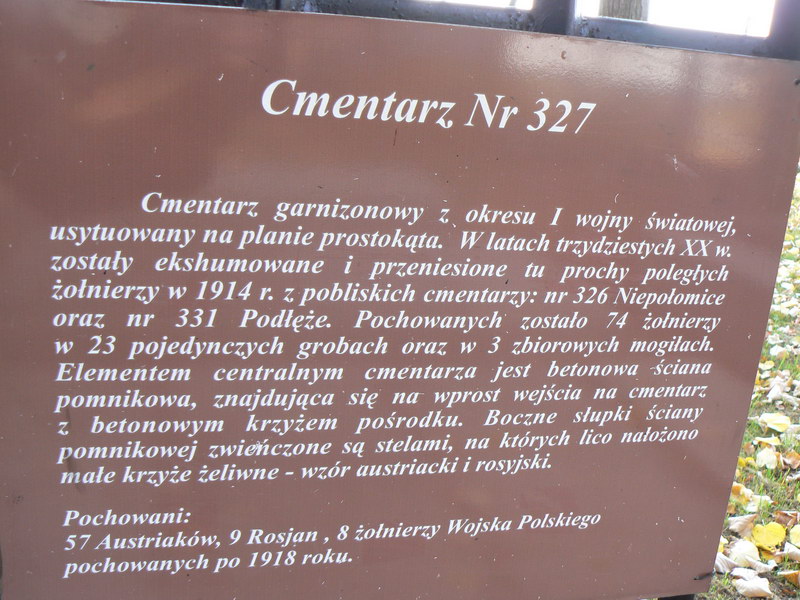 Cmentarz Nr 327
Cmentarz garnizonowy z okresu I wojny światowej,
usytuowany na planie prostokąta. W latach trzydziestych XX w.
zostały ekshumowane i przeniesione tu prochy poległych
żołnierzy w 1914 r. z pobliskich cmentarzy: nr 326 Niepołomice
oraz nr 331 Podłęże. Pochowanych zostało 74 żołnierzy
w 23 pojedynczych grobach oraz w 3 zbiorowych mogiłach.
Elementem centralnym cmentarza jest betonowa ściana
pomnikowa, znajdująca się na wprost wejścia na cmentarz
z betonowym krzyżem pośrodku. Boczne słupki ściany
pomnikowej zwieńczone są stelami, na których lico nałożono
małe krzyże żeliwne - wzór austriacki i rosyjski.
Pochowani:
57 Austriaków, 9 Rosjan , 8 żołnierzy Wojska Polskiego
pochowanych po 1918 roku.